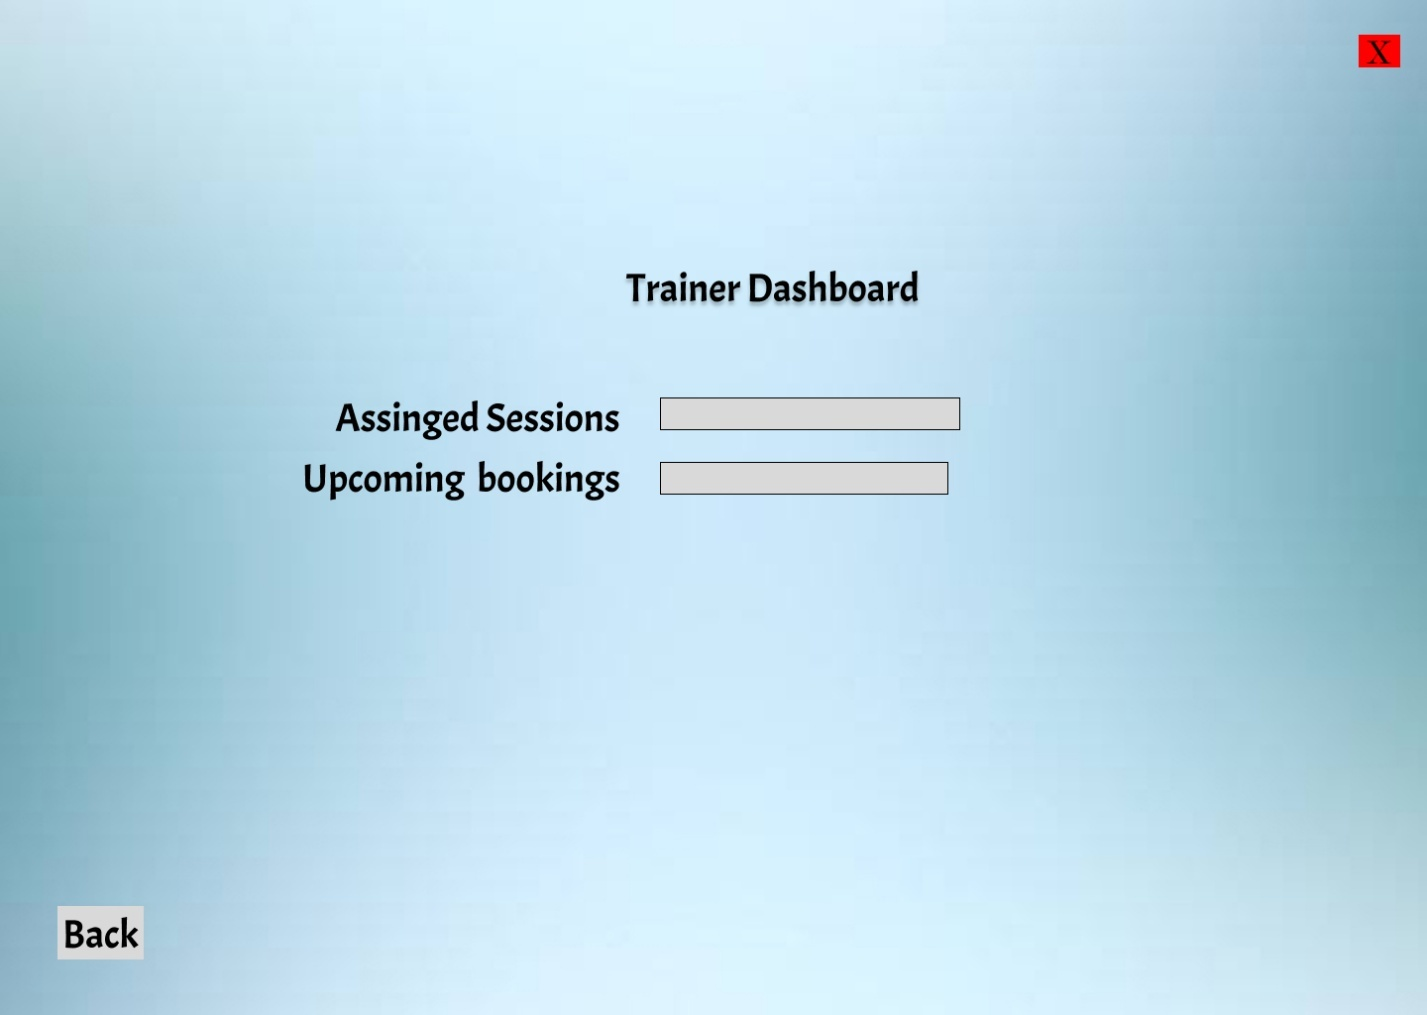 X
Trainer Dashboard
Assinged Sessions
Upcoming bookings
Back